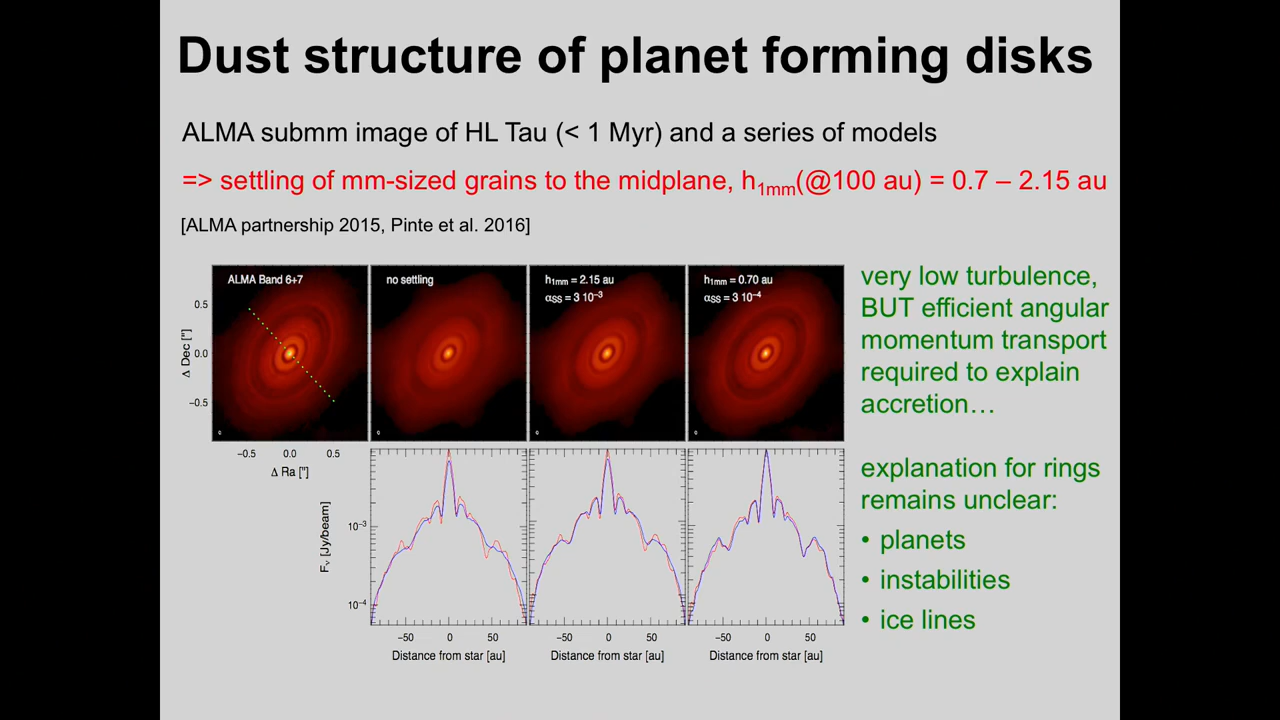 Dust structure of planet forming disks
ALMA submm image of HL Tau (< 1 Myr) and a series of models
=> settling of mm-sized grains to the midplane, h1mm(@100 au) = 0.7 – 2.15 au
[ALMA partnership 2015, Pinte et al. 2016]
ALMA Band 6+7
no settling
h1mm = 2.15 au
αSS = 3 10⁻³
h1mm = 0.70 au
αSS = 3 10⁻⁴
Δ Dec ["]
0.5
0.0
−0.5
−0.5 0.0 0.5
Δ Ra ["]
Fν [Jy/beam]
10⁻³
10⁻⁴
−50 0 50
Distance from star [au]
−50 0 50
Distance from star [au]
−50 0 50
Distance from star [au]
very low turbulence,
BUT efficient angular
momentum transport
required to explain
accretion…
explanation for rings
remains unclear:
• planets
• instabilities
• ice lines